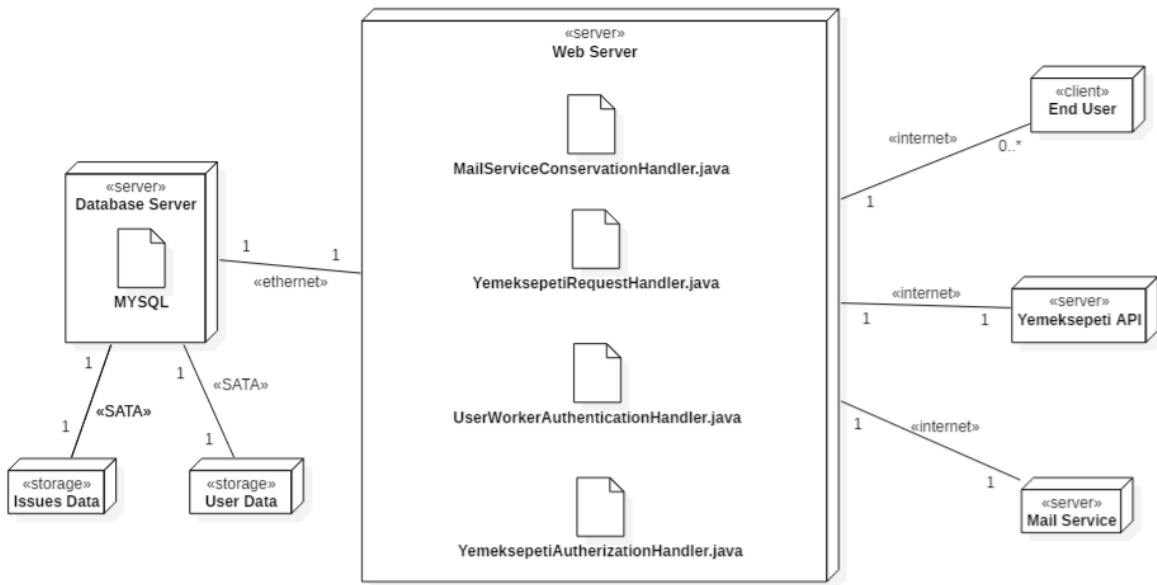 «server»
Web Server
MailServiceConservationHandler.java
YemeksepetiRequestHandler.java
UserWorkerAuthenticationHandler.java
YemeksepetiAutherizationHandler.java
«server»
Database Server
MYSQL
1
1
«ethernet»
1
«SATA»
1
1
«SATA»
1
«storage»
Issues Data
«storage»
User Data
«client»
End User
«internet»
0..*
1
«server»
Yemeksepeti API
«internet»
1
1
«server»
Mail Service
«internet»
1
1